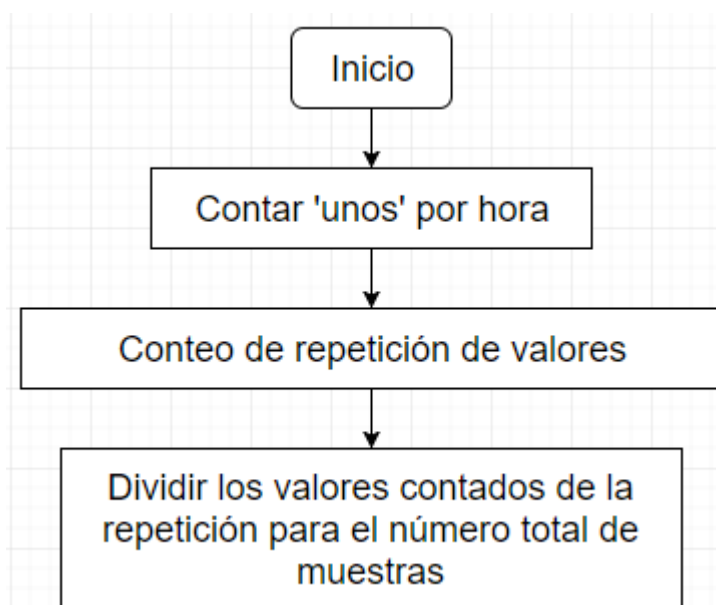 Inicio
Contar 'unos' por hora
Conteo de repetición de valores
Dividir los valores contados de la
repetición para el número total de
muestras